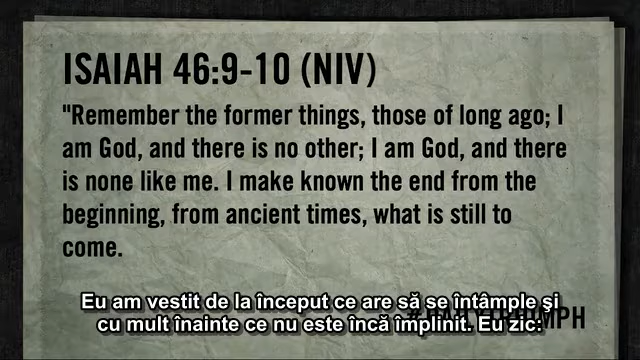 ISAIAH 46:9-10 (NIV)
"Remember the former things, those of long ago; I
am God, and there is no other; I am God, and there
is none like me. I make known the end from the
beginning, from ancient times, what is still to
come.
Eu am vestit de la început ce are să se întâmple şi
cu mult înainte ce nu este încă împlinit. Eu zic: